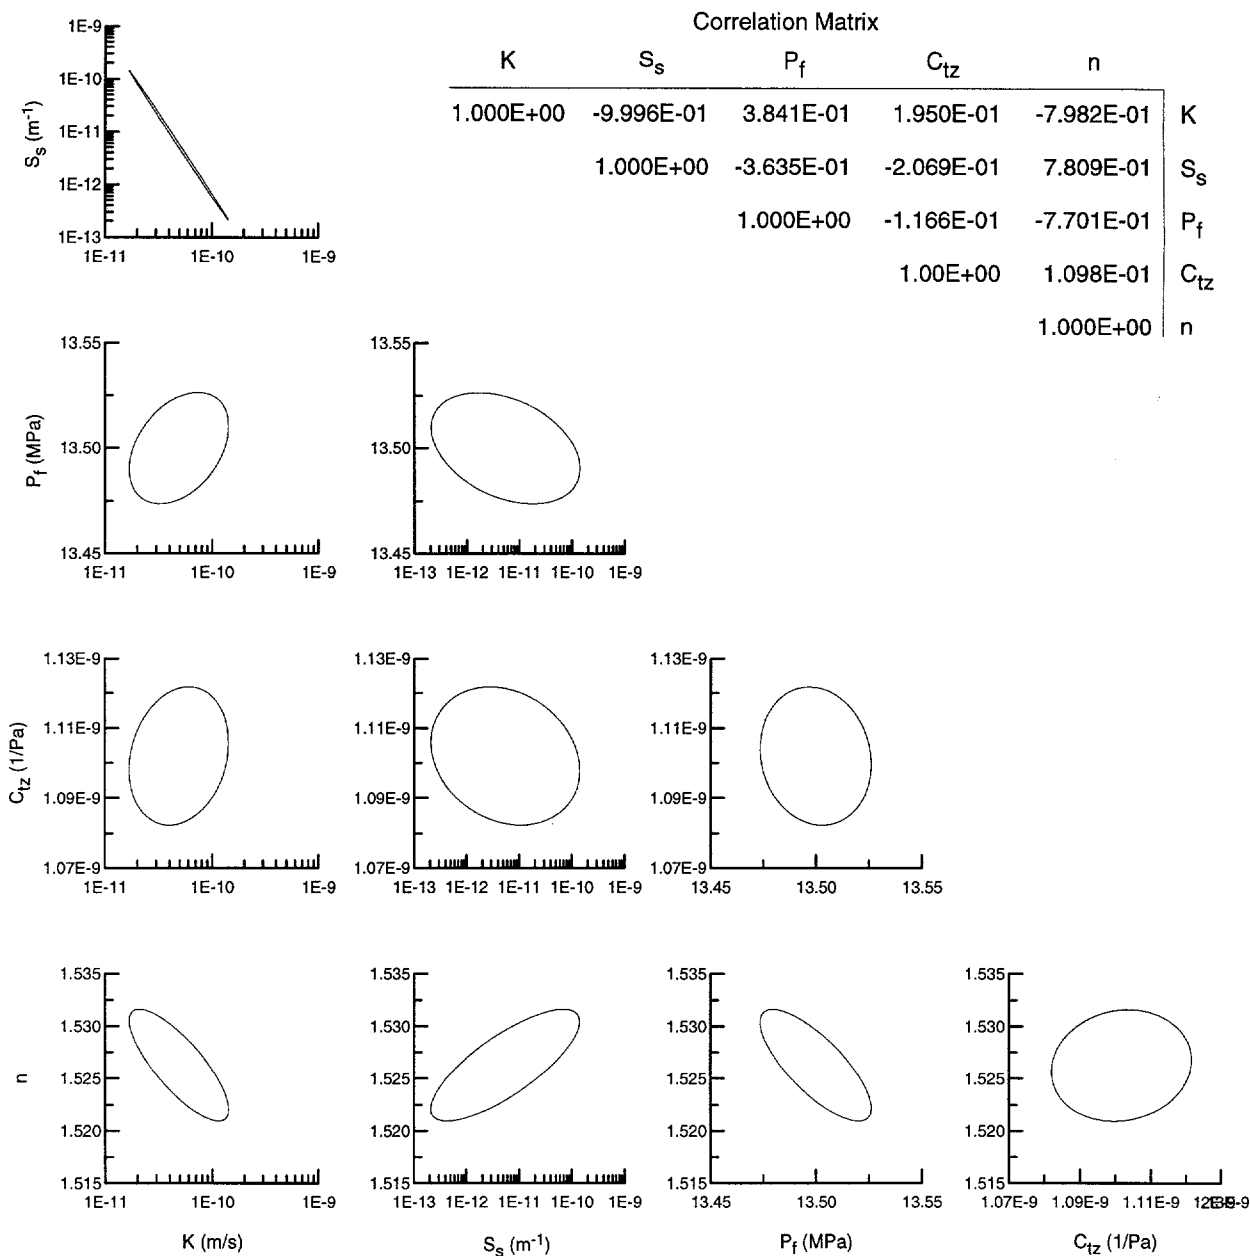 Correlation Matrix
K S_s P_f C_tz n
1.000E+00 -9.996E-01 3.841E-01 1.950E-01 -7.982E-01 K
1.000E+00 -3.635E-01 -2.069E-01 7.809E-01 S_s
1.000E+00 -1.166E-01 -7.701E-01 P_f
1.00E+00 1.098E-01 C_tz
1.000E+00 n
S_s (m⁻¹)
1E-9
1E-10
1E-11
1E-12
1E-13
1E-11 1E-10 1E-9
P_f (MPa)
13.55
13.50
13.45
1E-11 1E-10 1E-9
13.55
13.50
13.45
1E-13 1E-12 1E-11 1E-10 1E-9
C_tz (1/Pa)
1.13E-9
1.11E-9
1.09E-9
1.07E-9
1E-11 1E-10 1E-9
1.13E-9
1.11E-9
1.09E-9
1.07E-9
1E-13 1E-12 1E-11 1E-10 1E-9
1.13E-9
1.11E-9
1.09E-9
1.07E-9
13.45 13.50 13.55
n
1.535
1.530
1.525
1.520
1.515
1E-11 1E-10 1E-9
K (m/s)
1.535
1.530
1.525
1.520
1.515
1E-13 1E-12 1E-11 1E-10 1E-9
S_s (m⁻¹)
1.535
1.530
1.525
1.520
1.515
13.45 13.50 13.55
P_f (MPa)
1.535
1.530
1.525
1.520
1.515
1.07E-9 1.09E-9 1.11E-9
C_tz (1/Pa)